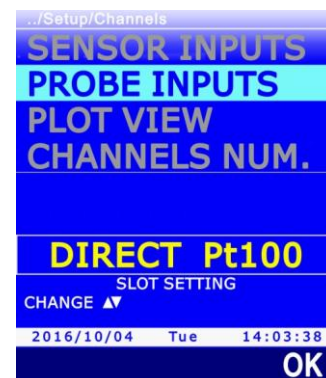 ../Setup/Channels
SENSOR INPUTS
PROBE INPUTS
PLOT VIEW
CHANNELS NUM.
DIRECT Pt100
SLOT SETTING
CHANGE ▲▼
2016/10/04 Tue 14:03:38
OK